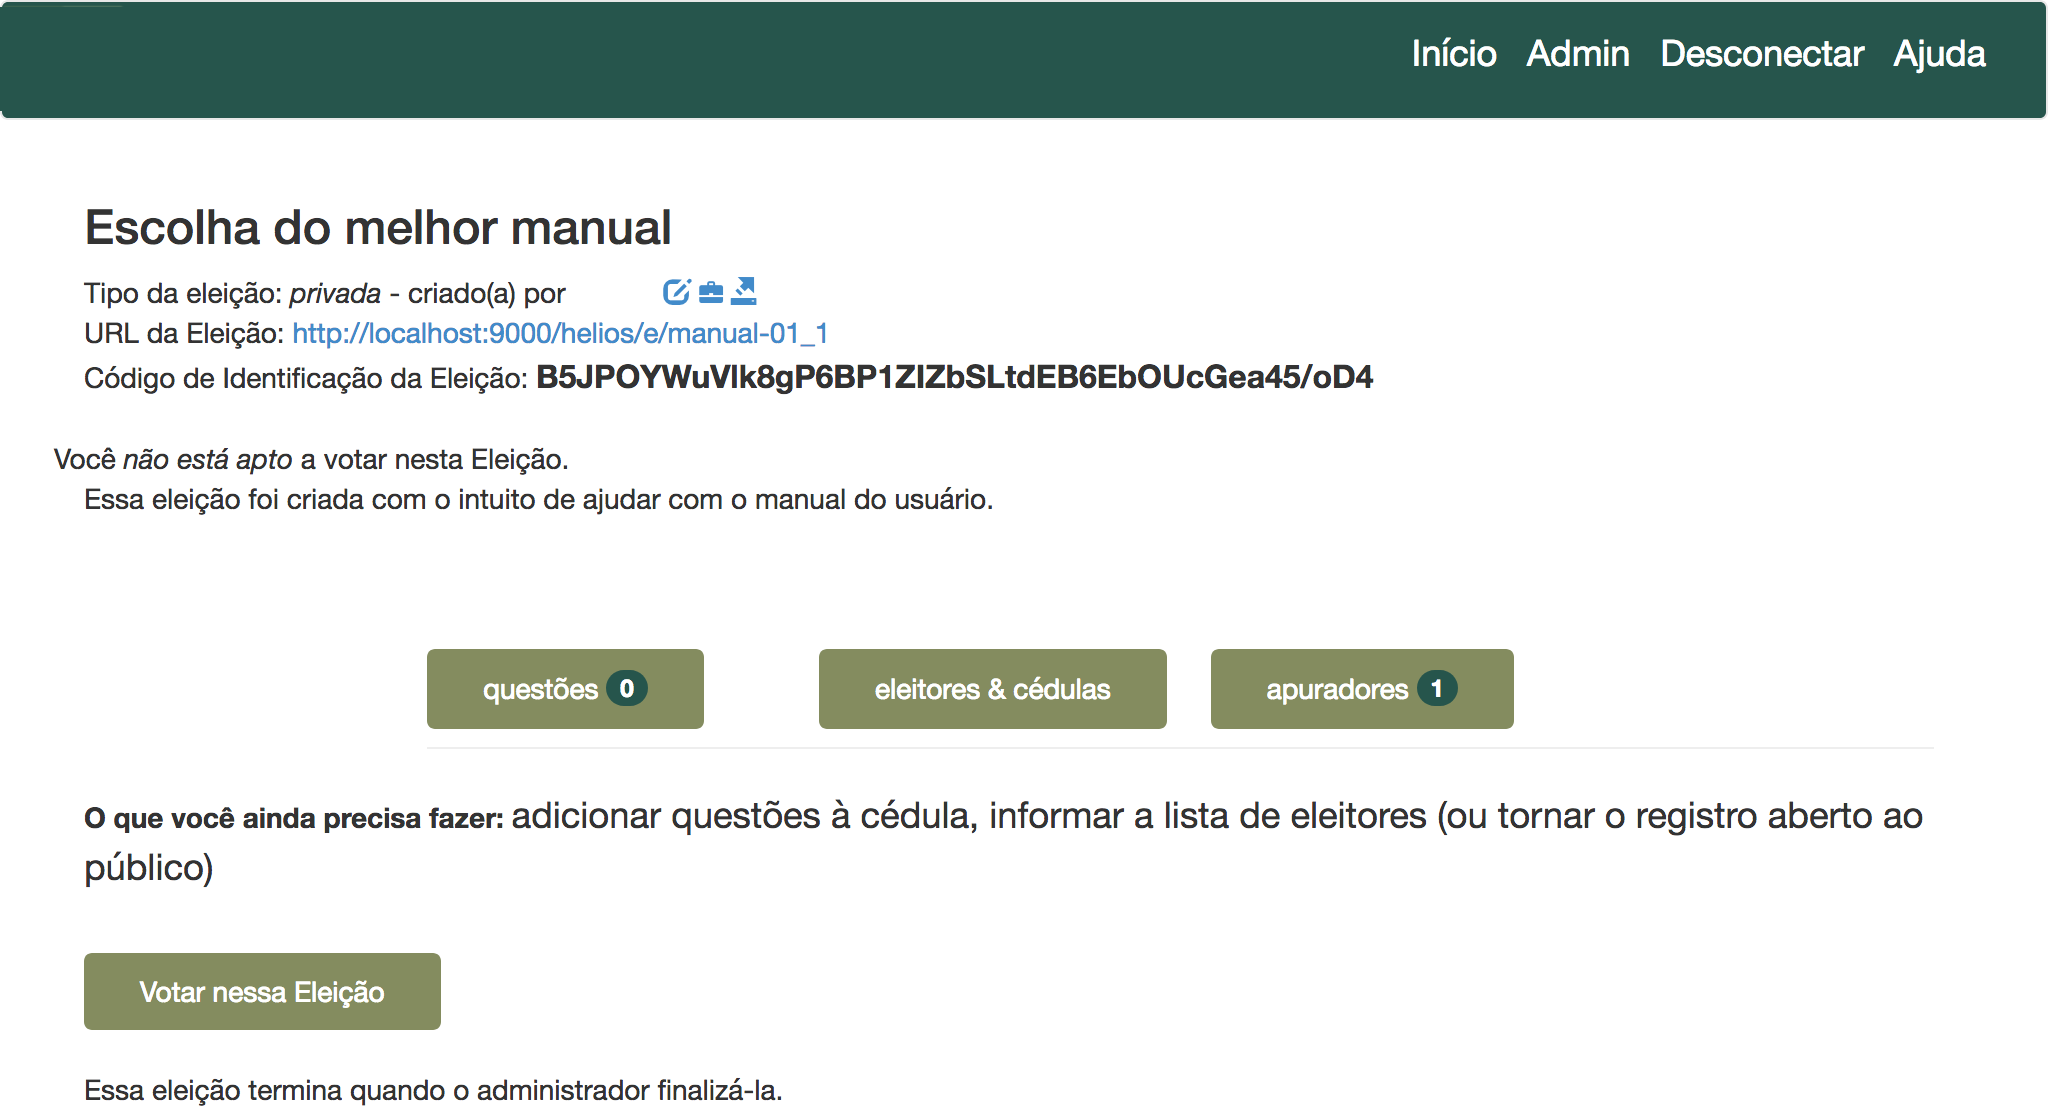 Início Admin Desconectar Ajuda
Escolha do melhor manual
Tipo da eleição: privada - criado(a) por
URL da Eleição: http://localhost:9000/helios/e/manual-01_1
Código de Identificação da Eleição: B5JPOYWuVlk8gP6BP1ZIZbSLtdEB6EbOUcGea45/oD4
Você não está apto a votar nesta Eleição.
Essa eleição foi criada com o intuito de ajudar com o manual do usuário.
questões 0 eleitores & cédulas apuradores 1
O que você ainda precisa fazer: adicionar questões à cédula, informar a lista de eleitores (ou tornar o registro aberto ao
público)
Votar nessa Eleição
Essa eleição termina quando o administrador finalizá-la.